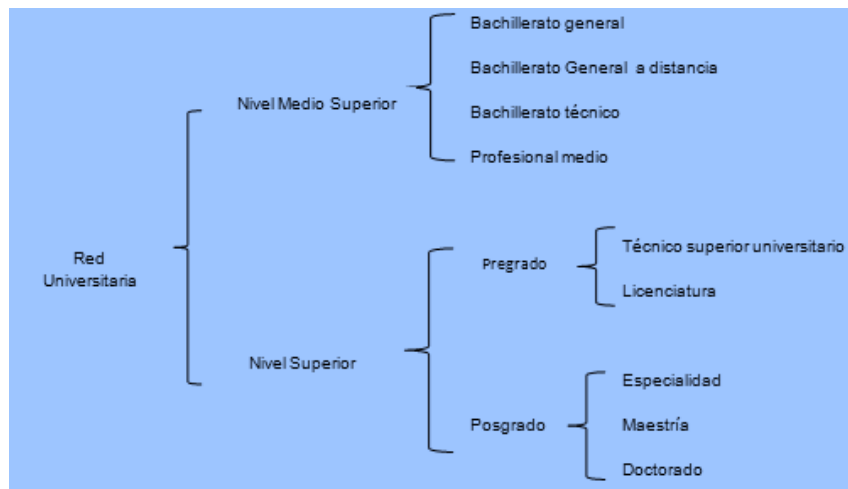 Bachillerato general
Bachillerato General a distancia
Nivel Medio Superior
Bachillerato técnico
Profesional medio
Red
Universitaria
Técnico superior universitario
Pregrado
Licenciatura
Nivel Superior
Especialidad
Posgrado
Maestría
Doctorado